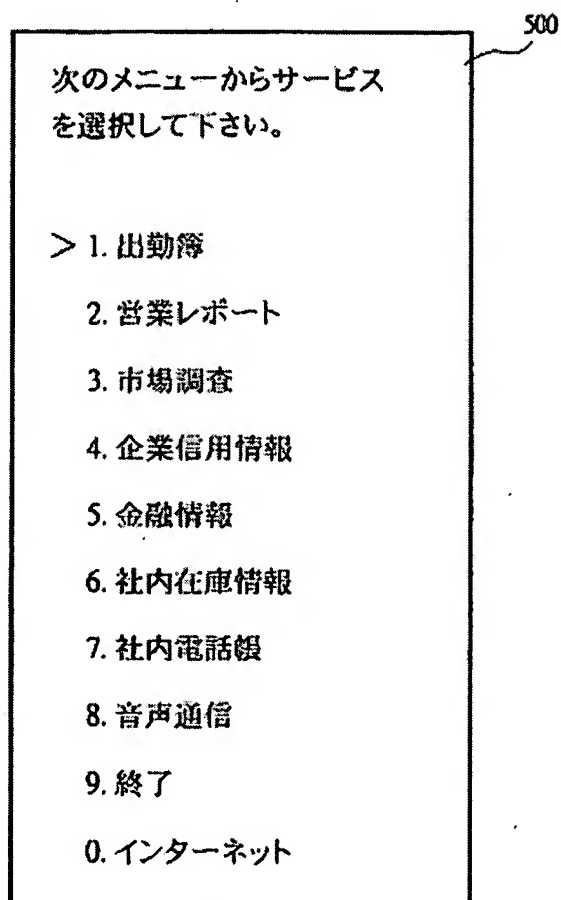 500
次のメニューからサービス
を選択して下さい。
> 1. 出勤簿
2. 営業レポート
3. 市場調査
4. 企業信用情報
5. 金融情報
6. 社内在庫情報
7. 社内電話帳
8. 音声通信
9. 終了
0. インターネット